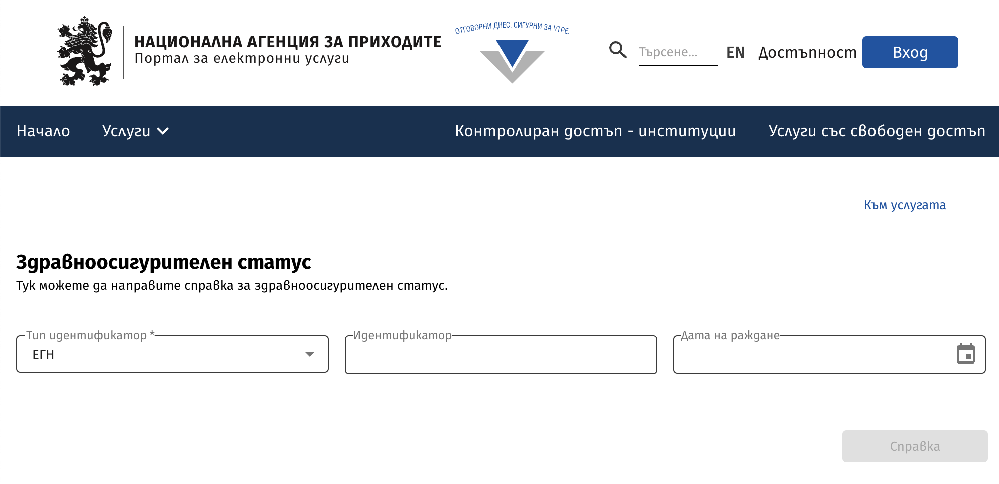 НАЦИОНАЛНА АГЕНЦИЯ ЗА ПРИХОДИТЕ
Портал за електронни услуги
ОТГОВОРНИ ДНЕС. СИГУРНИ ЗА УТРЕ.
Търсене...
EN
Достъпност
Вход
Начало
Услуги
Контролиран достъп - институции
Услуги със свободен достъп
Към услугата
Здравноосигурителен статус
Тук можете да направите справка за здравноосигурителен статус.
Тип идентификатор *
ЕГН
Идентификатор
Дата на раждане
Справка